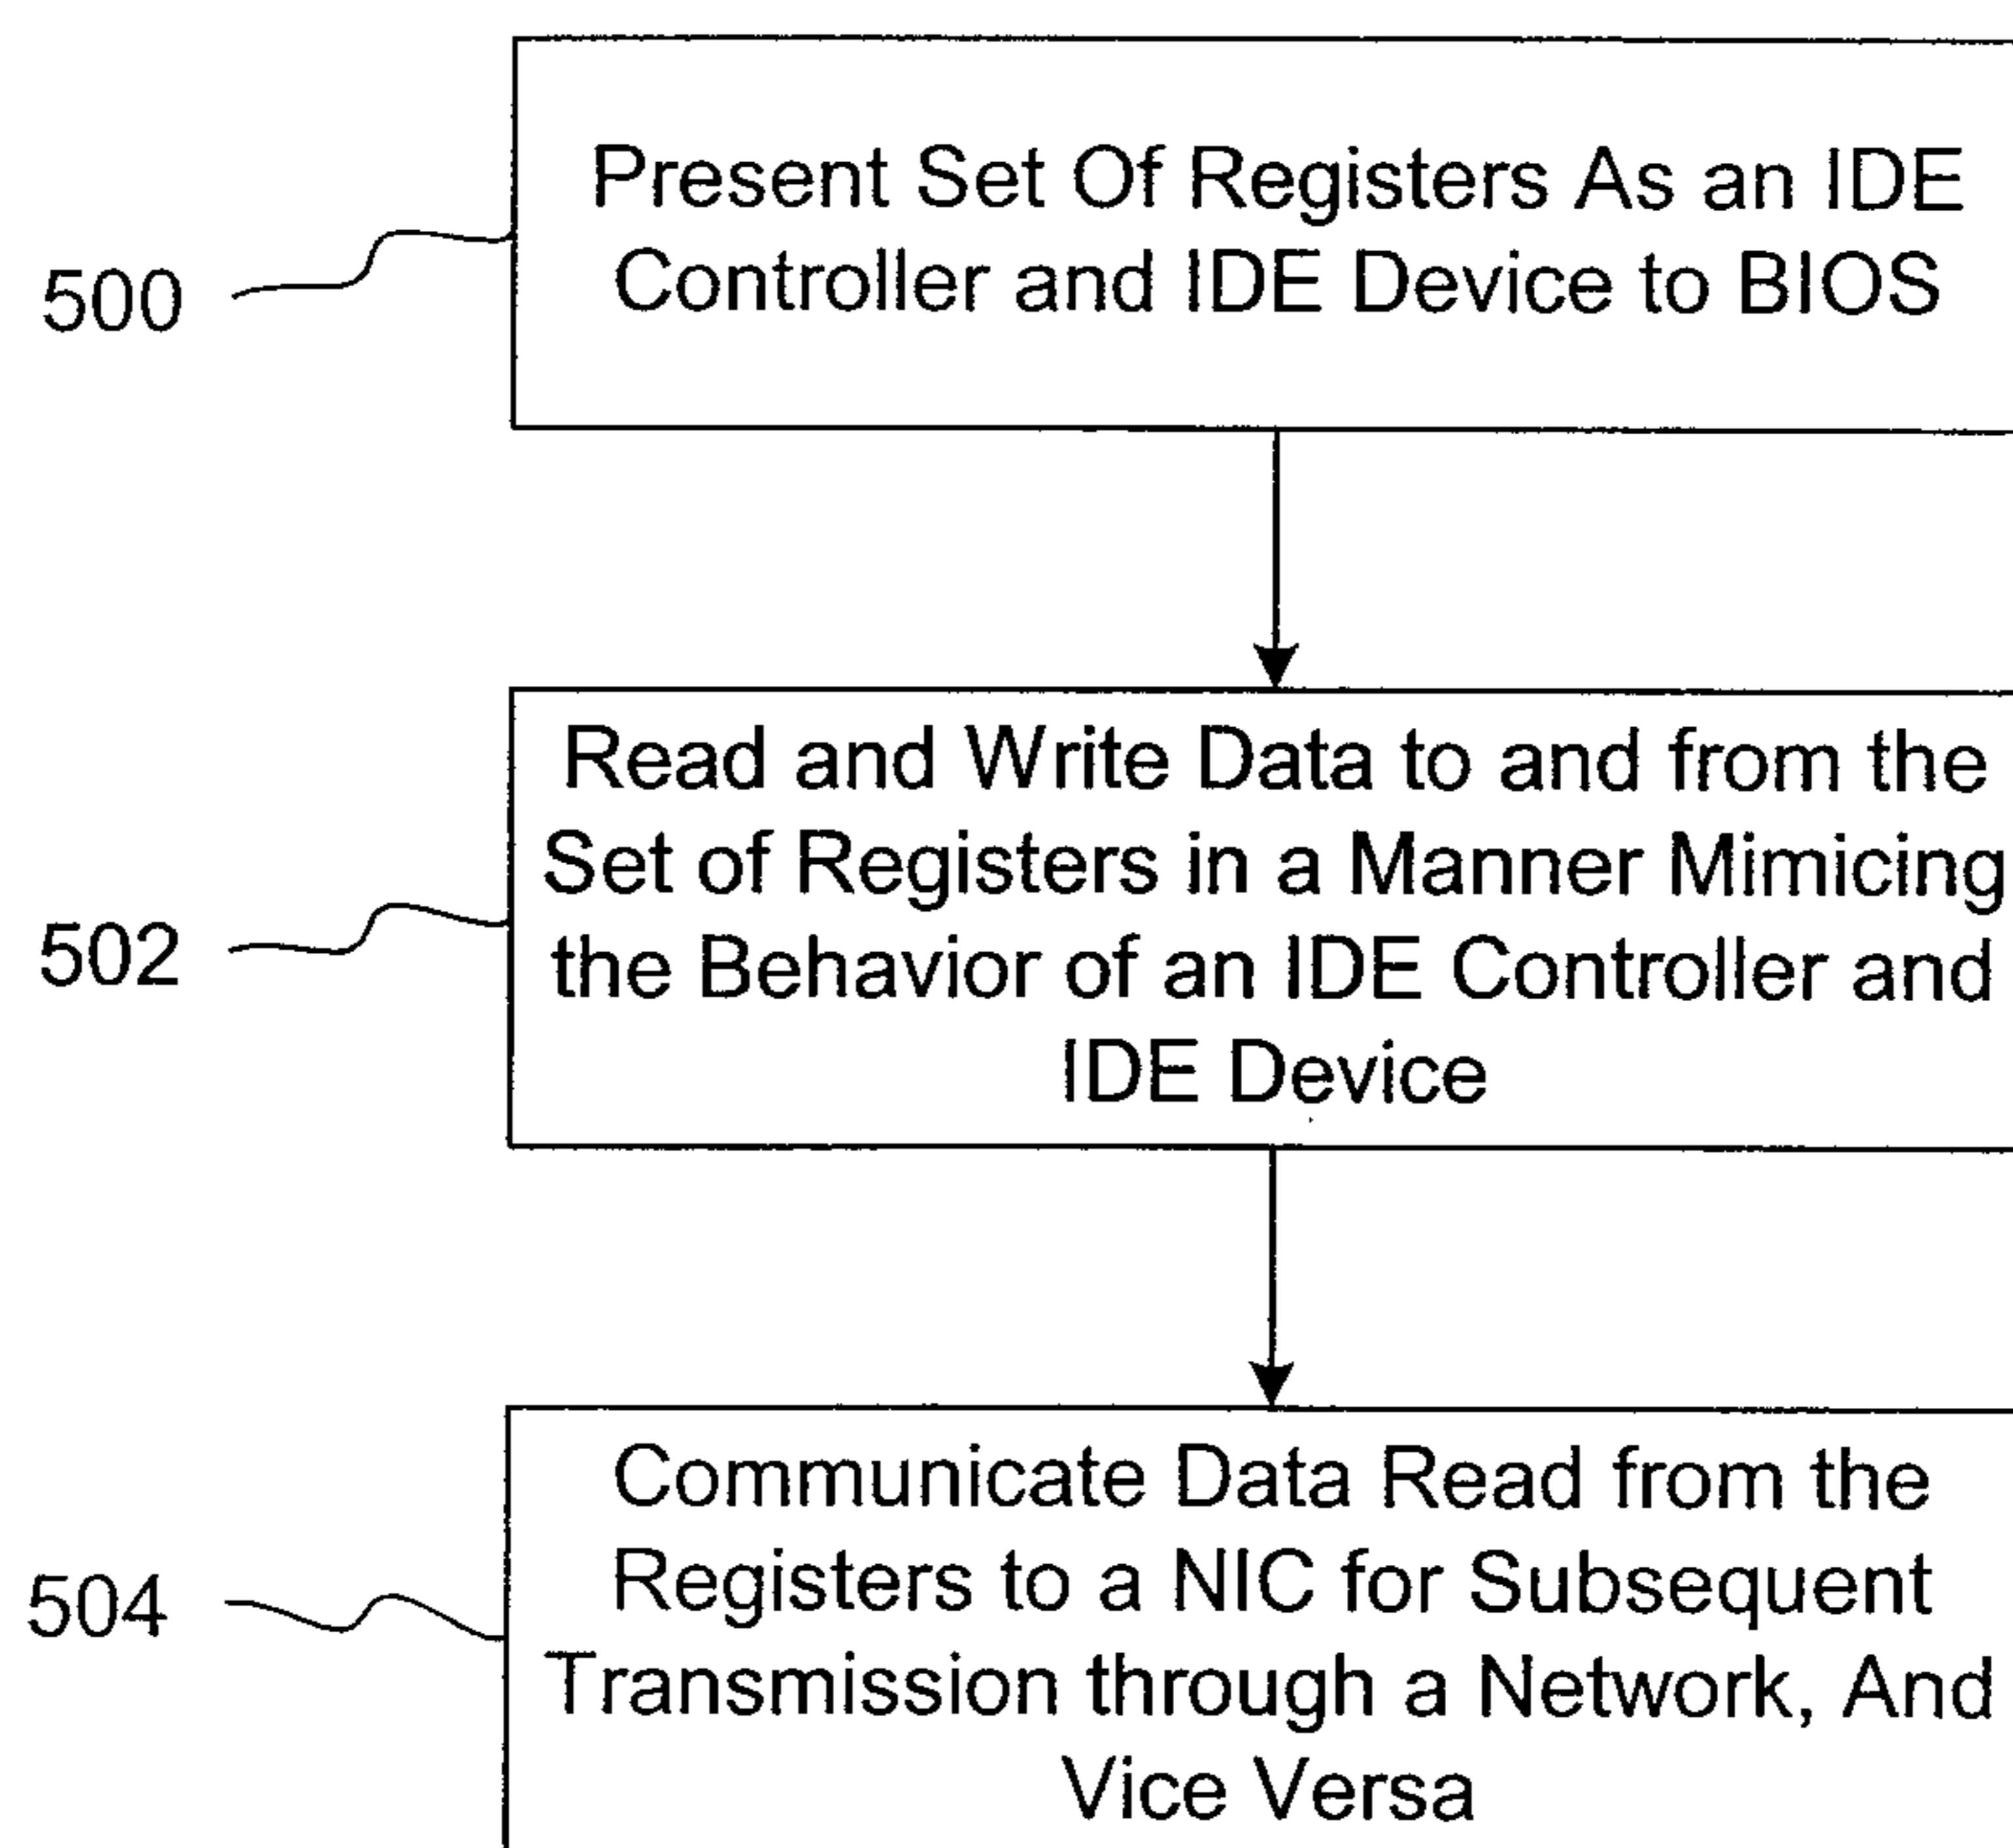 Present Set Of Registers As an IDE
Controller and IDE Device to BIOS
500
Read and Write Data to and from the
Set of Registers in a Manner Mimicing
the Behavior of an IDE Controller and
IDE Device
502
Communicate Data Read from the
Registers to a NIC for Subsequent
Transmission through a Network, And
Vice Versa
504